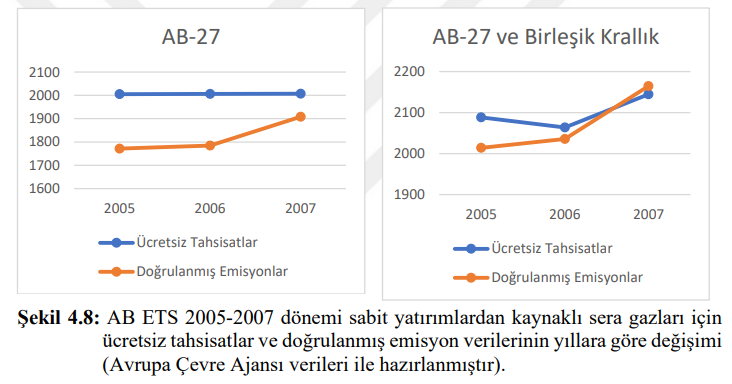 AB-27
2100
2000
1900
1800
1700
1600
2005 2006 2007
Ücretsiz Tahsisatlar
Doğrulanmış Emisyonlar
AB-27 ve Birleşik Krallık
2200
2100
2000
1900
2005 2006 2007
Ücretsiz Tahsisatlar
Doğrulanmış Emisyonlar
Şekil 4.8: AB ETS 2005-2007 dönemi sabit yatırımlardan kaynaklı sera gazları için
ücretsiz tahsisatlar ve doğrulanmış emisyon verilerinin yıllara göre değişimi
(Avrupa Çevre Ajansı verileri ile hazırlanmıştır).